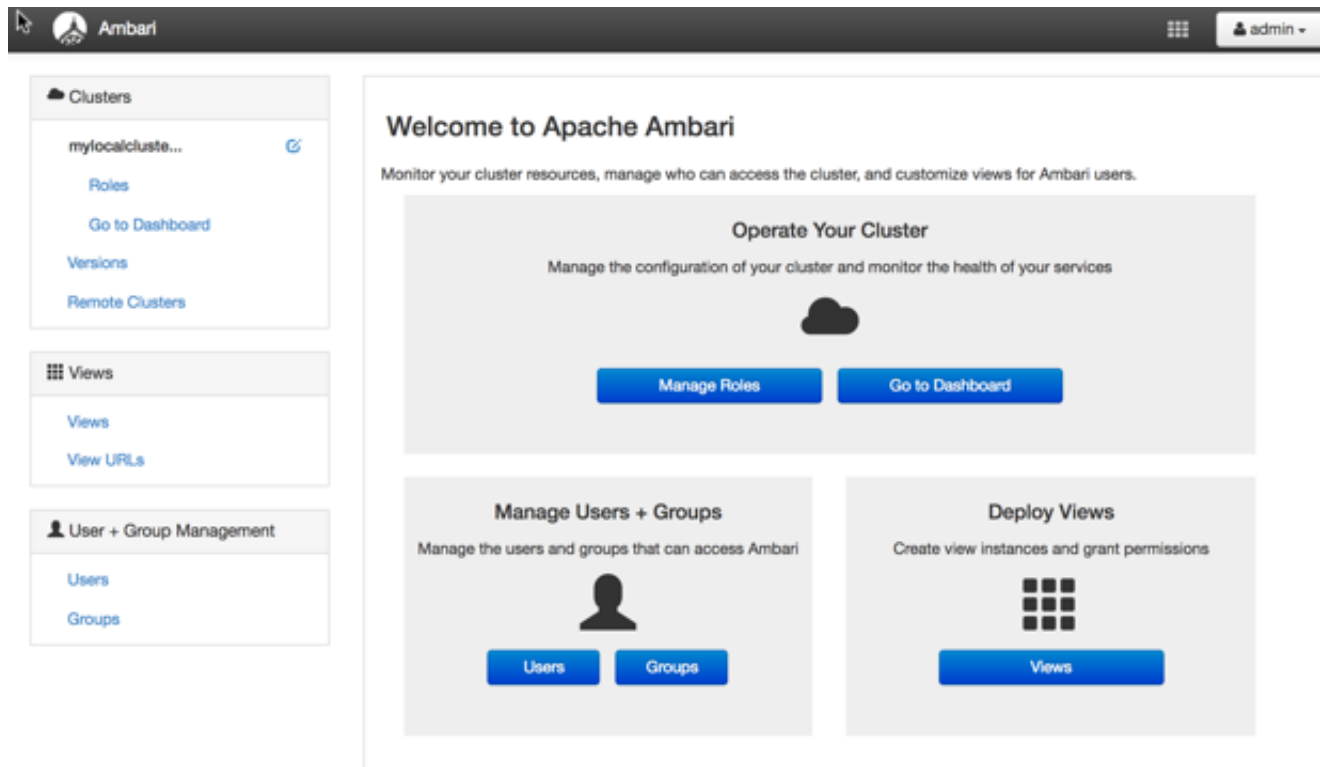 Ambari
admin
Clusters
mylocalcluste...
Roles
Go to Dashboard
Versions
Remote Clusters
Views
Views
View URLs
User + Group Management
Users
Groups
Welcome to Apache Ambari
Monitor your cluster resources, manage who can access the cluster, and customize views for Ambari users.
Operate Your Cluster
Manage the configuration of your cluster and monitor the health of your services
Manage Roles
Go to Dashboard
Manage Users + Groups
Manage the users and groups that can access Ambari
Users
Groups
Deploy Views
Create view instances and grant permissions
Views